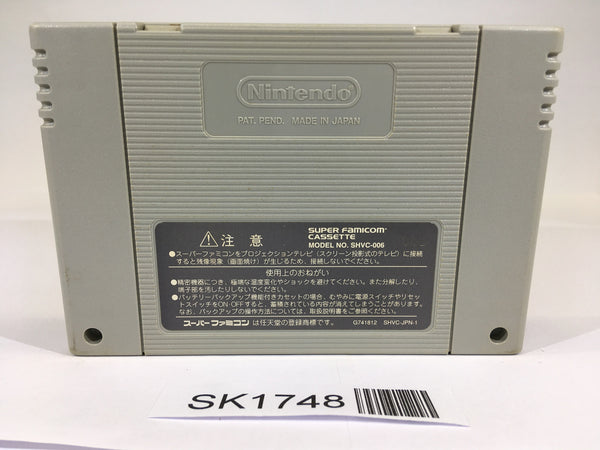 Nintendo
PAT. PEND. MADE IN JAPAN
⚠注意
SUPER FAMICOM
CASSETTE
MODEL NO. SHVC-006
●スーパーファミコンをプロジェクションテレビ(スクリーン投影式のテレビ)に接続
すると残像現象(画面焼け)が生じるため、接続しないでください。
使用上のおねがい
●精密機器につき、極端な温度変化やショックを避けてください。また分解したり、
端子部を汚したりしないでください。
●バッテリーバックアップ機能付きカセットの場合、むやみに電源スイッチやリセッ
トスイッチをON・OFFすると、蓄積されている内容が消えてしまうことがあります。
なお、バックアップの操作方法については、取扱説明書をご参照ください。
スーパーファミコンは任天堂の登録商標です。 G741812 SHVC-JPN-1
SK1748